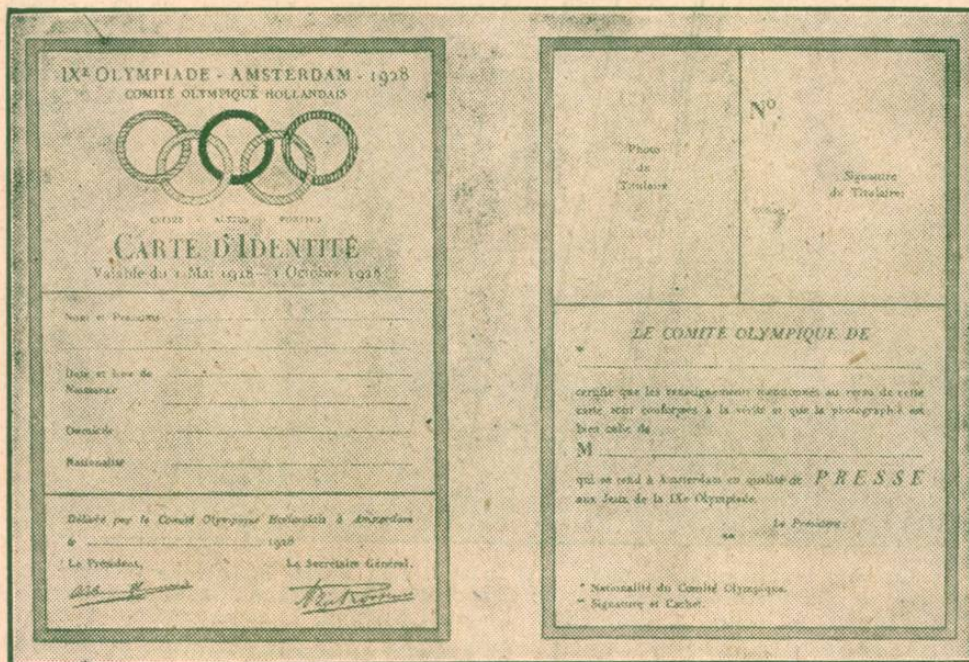 IXE OLYMPIADE - AMSTERDAM - 1928
COMITÉ OLYMPIQUE HOLLANDAIS
CITIUS - ALTIUS - FORTIUS
CARTE D'IDENTITÉ
Valable du 1 Mai 1928 - 1 Octobre 1928
Nom et Prénoms
Date et lieu de
Naissance
Domicile
Nationalité
Délivré par le Comité Olympique Hollandais à Amsterdam
le 1928
Le Président,
Le Secrétaire Général,
Photo
de
Titulaire
No.
Signature
du Titulaire:
LE COMITÉ OLYMPIQUE DE
*
certifie que les renseignements mentionnés au verso de cette
carte sont conformes à la vérité et que la photographie est
bien celle de
M
qui se rend à Amsterdam en qualité de PRESSE
aux Jeux de la IXe Olympiade.
Le Président:
**
* Nationalité du Comité Olympique.
** Signature et Cachet.